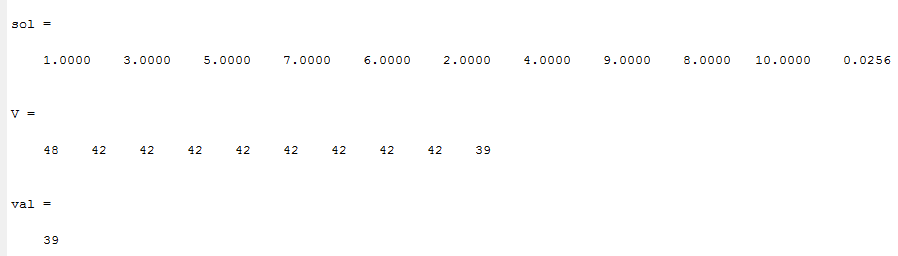 sol =
1.0000 3.0000 5.0000 7.0000 6.0000 2.0000 4.0000 9.0000 8.0000 10.0000 0.0256
V =
48 42 42 42 42 42 42 42 42 39
val =
39